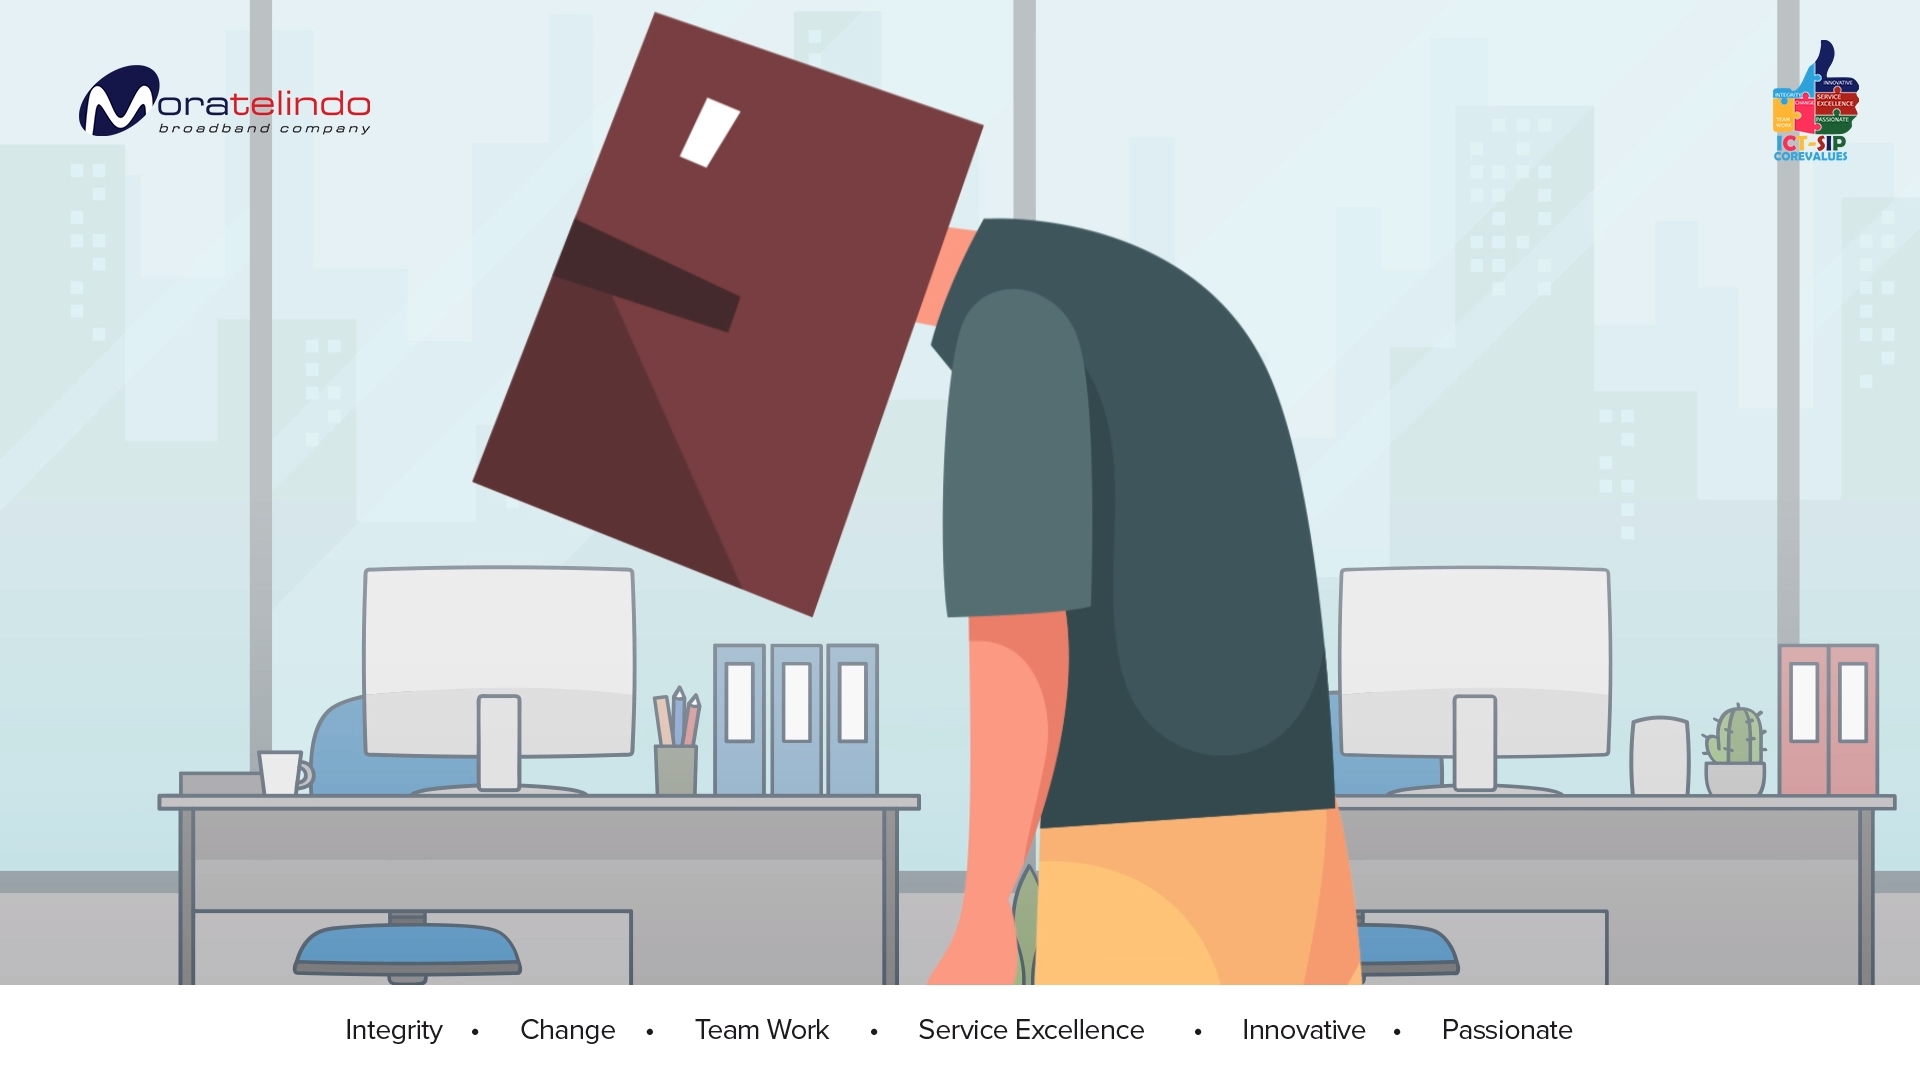 Moratelindo
broadband company
INNOVATIVE
INTEGRITY
CHANGE
SERVICE
EXCELLENCE
TEAM
WORK
PASSIONATE
ICT-SIP
COREVALUES
Integrity • Change • Team Work • Service Excellence • Innovative • Passionate